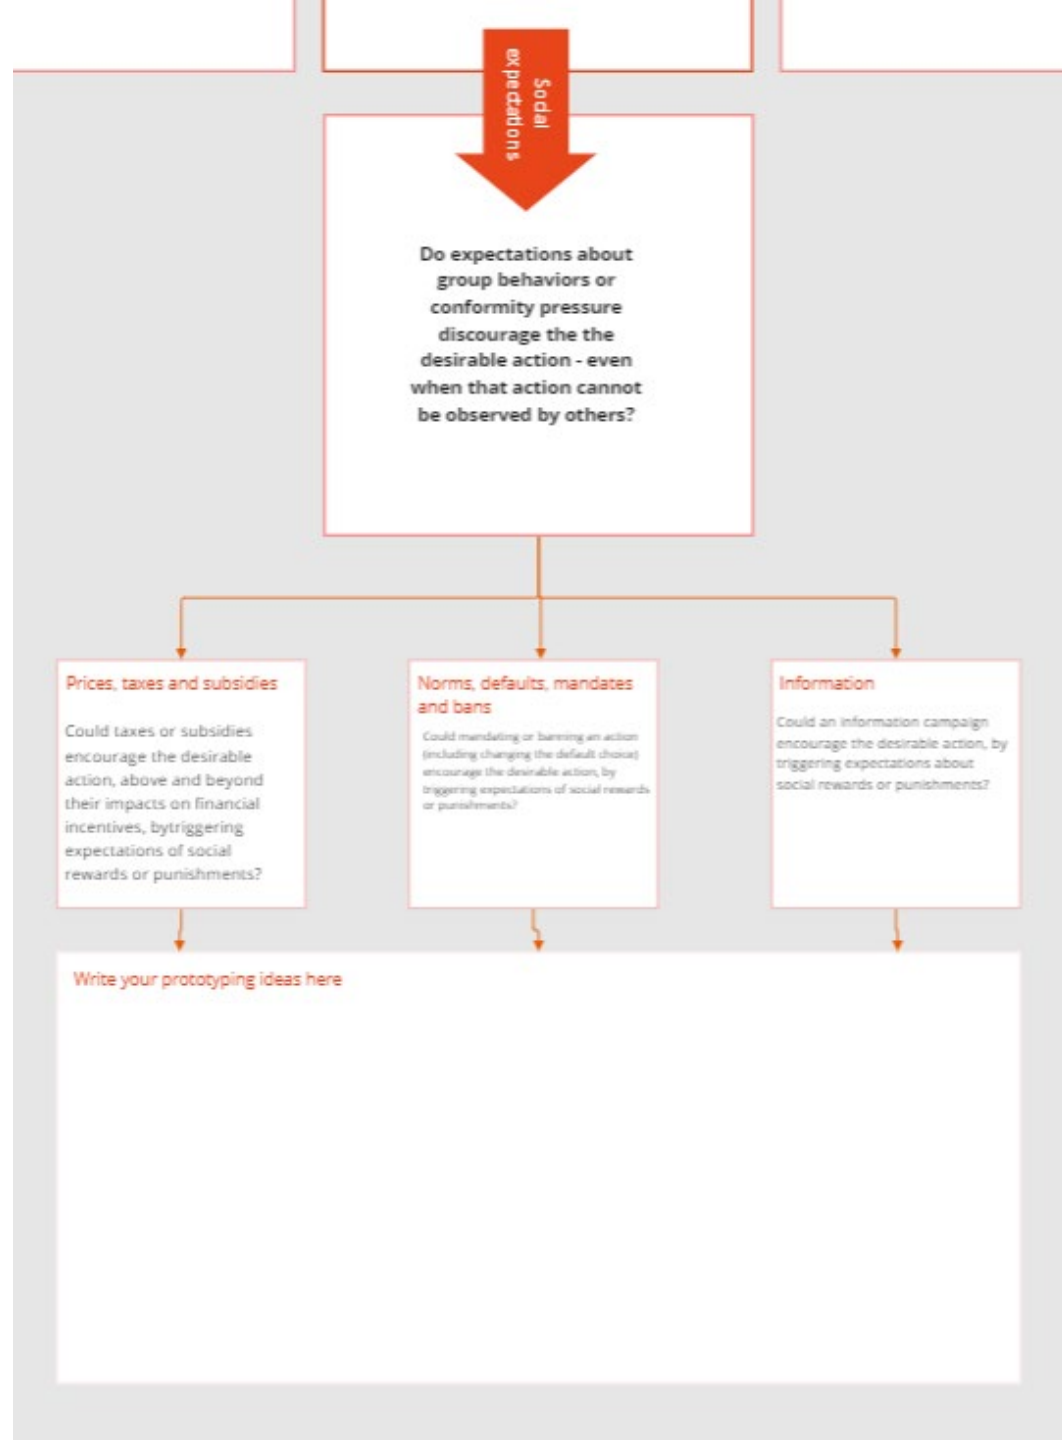 Social
expectations
Do expectations about
group behaviors or
conformity pressure
discourage the the
desirable action - even
when that action cannot
be observed by others?
Prices, taxes and subsidies
Could taxes or subsidies
encourage the desirable
action, above and beyond
their impacts on financial
incentives, bytriggering
expectations of social
rewards or punishments?
Norms, defaults, mandates
and bans
Could mandating or banning an action
(including changing the default choice)
encourage the desirable action, by
triggering expectations of social rewards
or punishments?
Information
Could an information campaign
encourage the desirable action, by
triggering expectations about
social rewards or punishments?
Write your prototyping ideas here